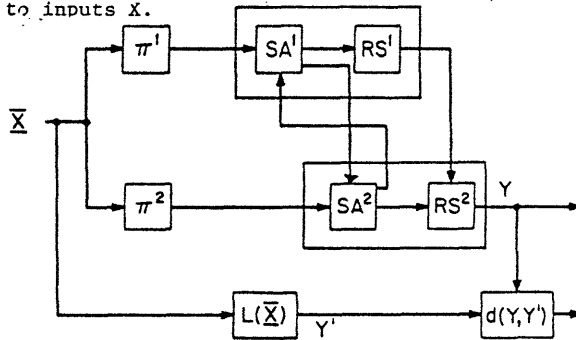 to inputs X.
π¹
SA¹
RS¹
X
π²
SA²
RS²
Y
L(X)
Y'
d(Y,Y')